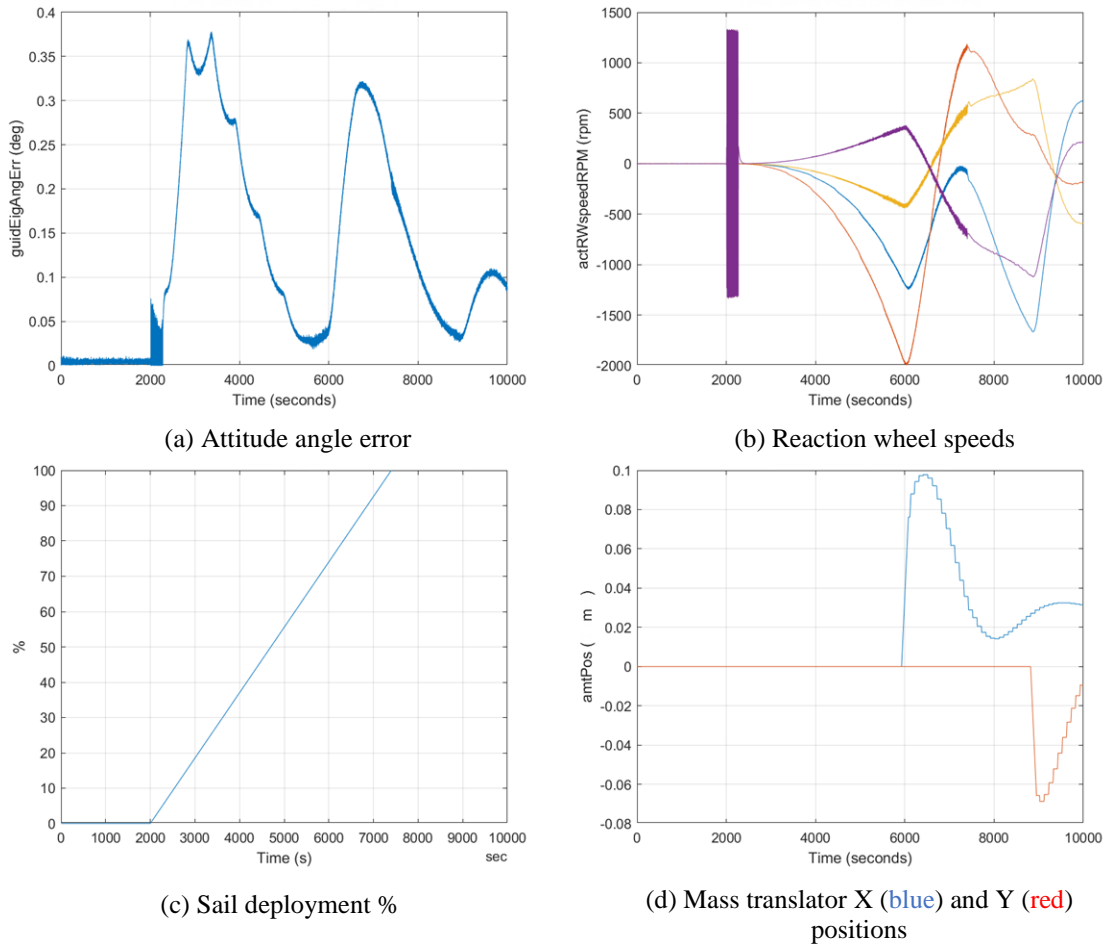 0.4
0.35
0.3
0.25
0.2
0.15
0.1
0.05
0
guidEigAngErr (deg)
0 2000 4000 6000 8000 10000
Time (seconds)
(a) Attitude angle error
1500
1000
500
0
-500
-1000
-1500
-2000
actRWspeedRPM (rpm)
0 2000 4000 6000 8000 10000
Time (seconds)
(b) Reaction wheel speeds
100
90
80
70
60
50
40
30
20
10
0
%
0 1000 2000 3000 4000 5000 6000 7000 8000 9000 10000
Time (s)
sec
(c) Sail deployment %
0.1
0.08
0.06
0.04
0.02
0
-0.02
-0.04
-0.06
-0.08
amtPos ( m )
0 2000 4000 6000 8000 10000
Time (seconds)
(d) Mass translator X (blue) and Y (red)
positions